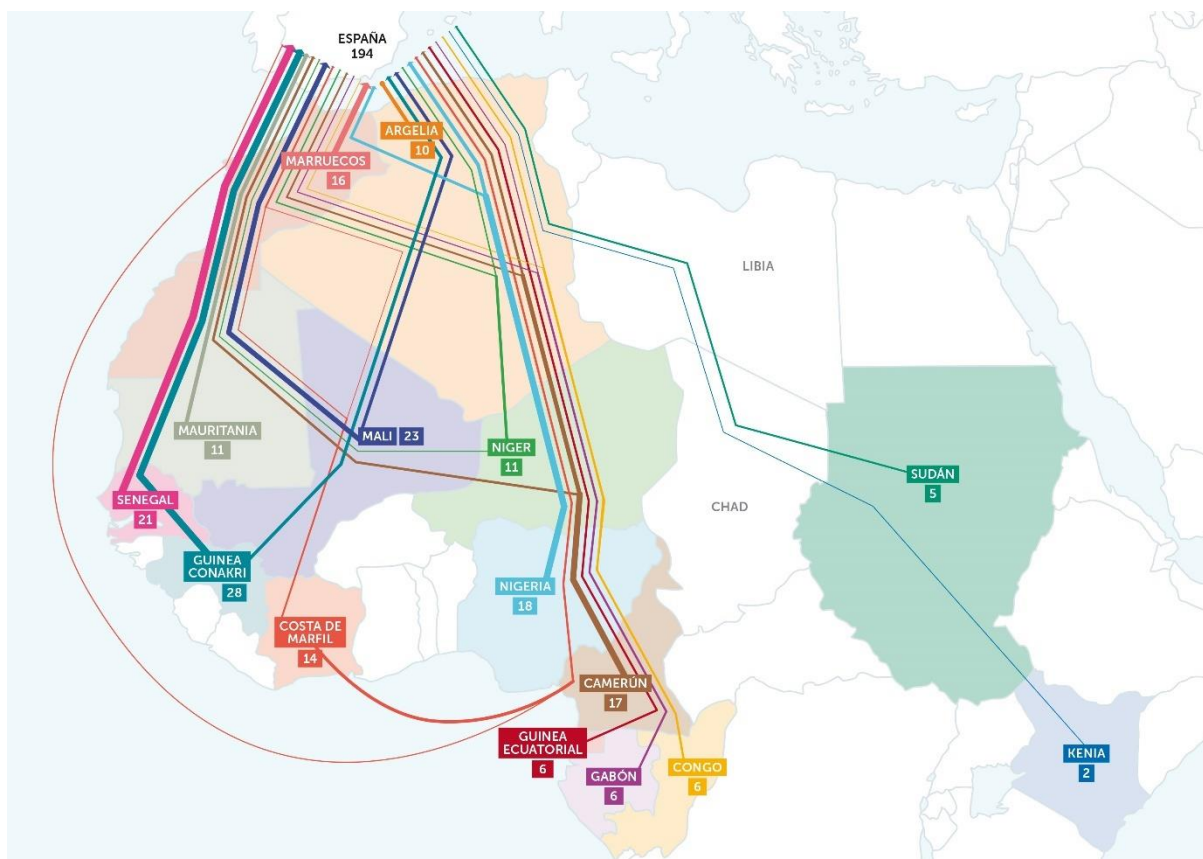 ESPAÑA
194
ARGELIA
10
MARRUECOS
16
LIBIA
MAURITANIA
11
MALI 23
NIGER
11
SUDÁN
5
SENEGAL
21
CHAD
GUINEA
CONAKRI
28
NIGERIA
18
COSTA DE
MARFIL
14
CAMERÚN
17
GUINEA
ECUATORIAL
6
GABÓN
6
CONGO
6
KENIA
2